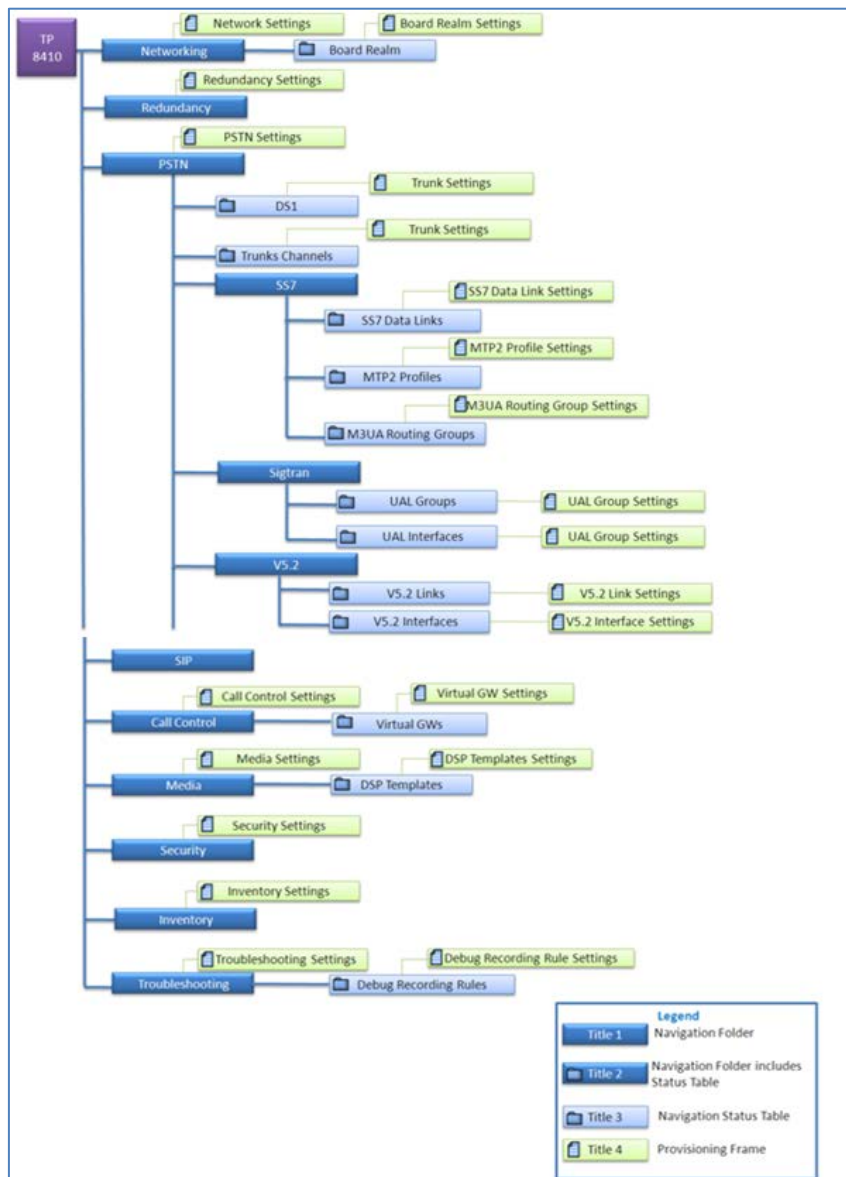 TP
8410
Network Settings
Board Realm Settings
Networking
Board Realm
Redundancy Settings
Redundancy
PSTN Settings
PSTN
Trunk Settings
DS1
Trunk Settings
Trunks Channels
SS7
SS7 Data Link Settings
SS7 Data Links
MTP2 Profile Settings
MTP2 Profiles
M3UA Routing Group Settings
M3UA Routing Groups
Sigtran
UAL Groups
UAL Group Settings
UAL Interfaces
UAL Group Settings
V5.2
V5.2 Links
V5.2 Link Settings
V5.2 Interfaces
V5.2 Interface Settings
SIP
Call Control Settings
Virtual GW Settings
Call Control
Virtual GWs
Media Settings
DSP Templates Settings
Media
DSP Templates
Security Settings
Security
Inventory Settings
Inventory
Troubleshooting Settings
Debug Recording Rule Settings
Troubleshooting
Debug Recording Rules
Legend
Title 1
Navigation Folder
Title 2
Navigation Folder includes
Status Table
Title 3
Navigation Status Table
Title 4
Provisioning Frame